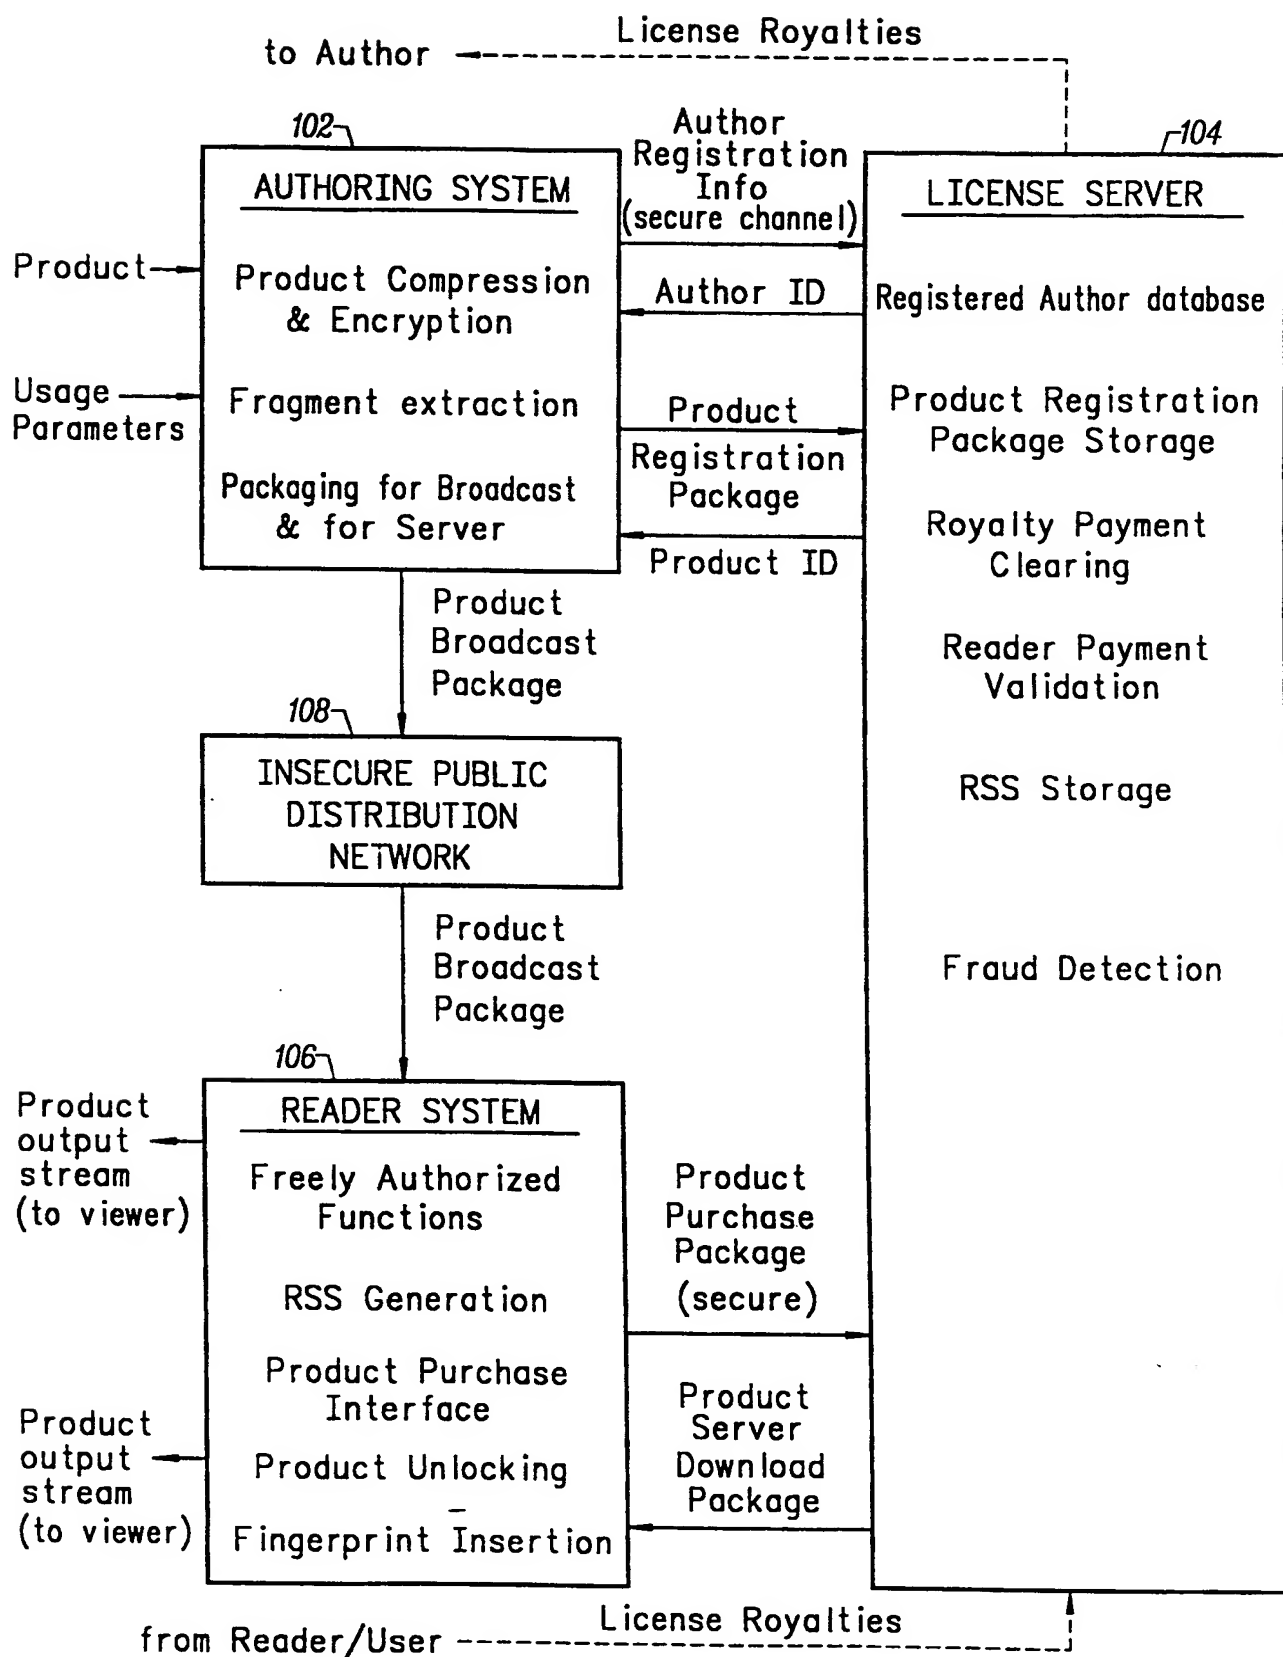 License Royalties
to Author
102
Author
Registration
Info
(secure channel)
104
AUTHORING SYSTEM
LICENSE SERVER
Product
Product Compression
& Encryption
Author ID
Registered Author database
Usage
Parameters
Fragment extraction
Product
Registration
Package
Product Registration
Package Storage
Packaging for Broadcast
& for Server
Product ID
Royalty Payment
Clearing
Product
Broadcast
Package
Reader Payment
Validation
108
INSECURE PUBLIC
DISTRIBUTION
NETWORK
RSS Storage
Product
Broadcast
Package
Fraud Detection
106
READER SYSTEM
Product
output
stream
(to viewer)
Freely Authorized
Functions
Product
Purchase
Package
(secure)
RSS Generation
Product Purchase
Interface
Product
Server
Download
Package
Product
output
stream
(to viewer)
Product Unlocking
Fingerprint Insertion
License Royalties
from Reader/User